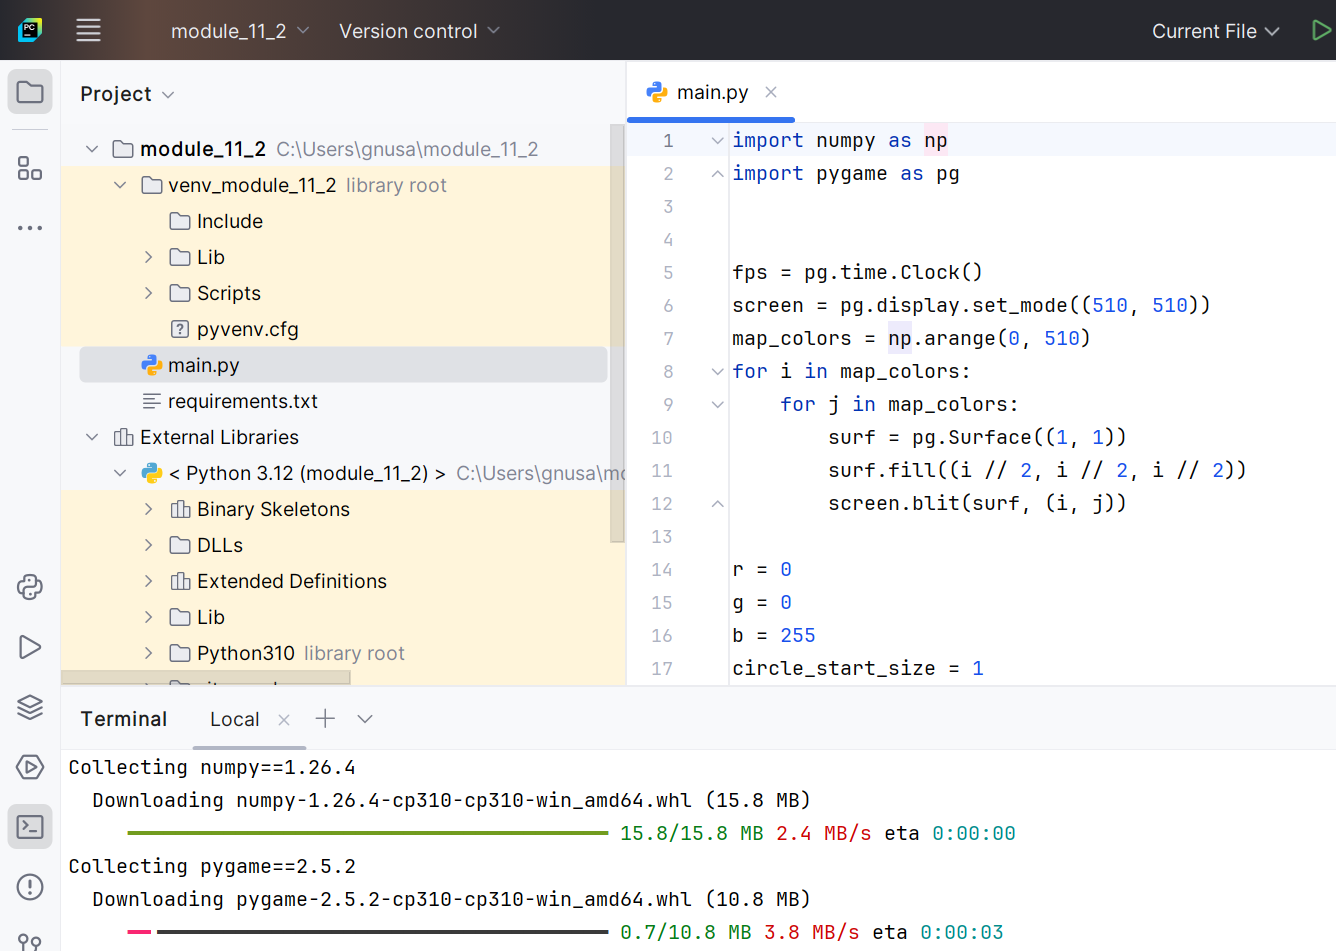 PC
module_11_2
Version control
Current File
Project
main.py
module_11_2 C:\Users\gnusa\module_11_2
venv_module_11_2 library root
Include
Lib
Scripts
pyvenv.cfg
main.py
requirements.txt
External Libraries
< Python 3.12 (module_11_2) > C:\Users\gnusa\mo
Binary Skeletons
DLLs
Extended Definitions
Lib
Python310 library root
1 import numpy as np
2 import pygame as pg
3
4
5 fps = pg.time.Clock()
6 screen = pg.display.set_mode((510, 510))
7 map_colors = np.arange(0, 510)
8 for i in map_colors:
9     for j in map_colors:
10         surf = pg.Surface((1, 1))
11         surf.fill((i // 2, i // 2, i // 2))
12         screen.blit(surf, (i, j))
13
14 r = 0
15 g = 0
16 b = 255
17 circle_start_size = 1
Terminal
Local
Collecting numpy==1.26.4
  Downloading numpy-1.26.4-cp310-cp310-win_amd64.whl (15.8 MB)
15.8/15.8 MB 2.4 MB/s eta 0:00:00
Collecting pygame==2.5.2
  Downloading pygame-2.5.2-cp310-cp310-win_amd64.whl (10.8 MB)
0.7/10.8 MB 3.8 MB/s eta 0:00:03